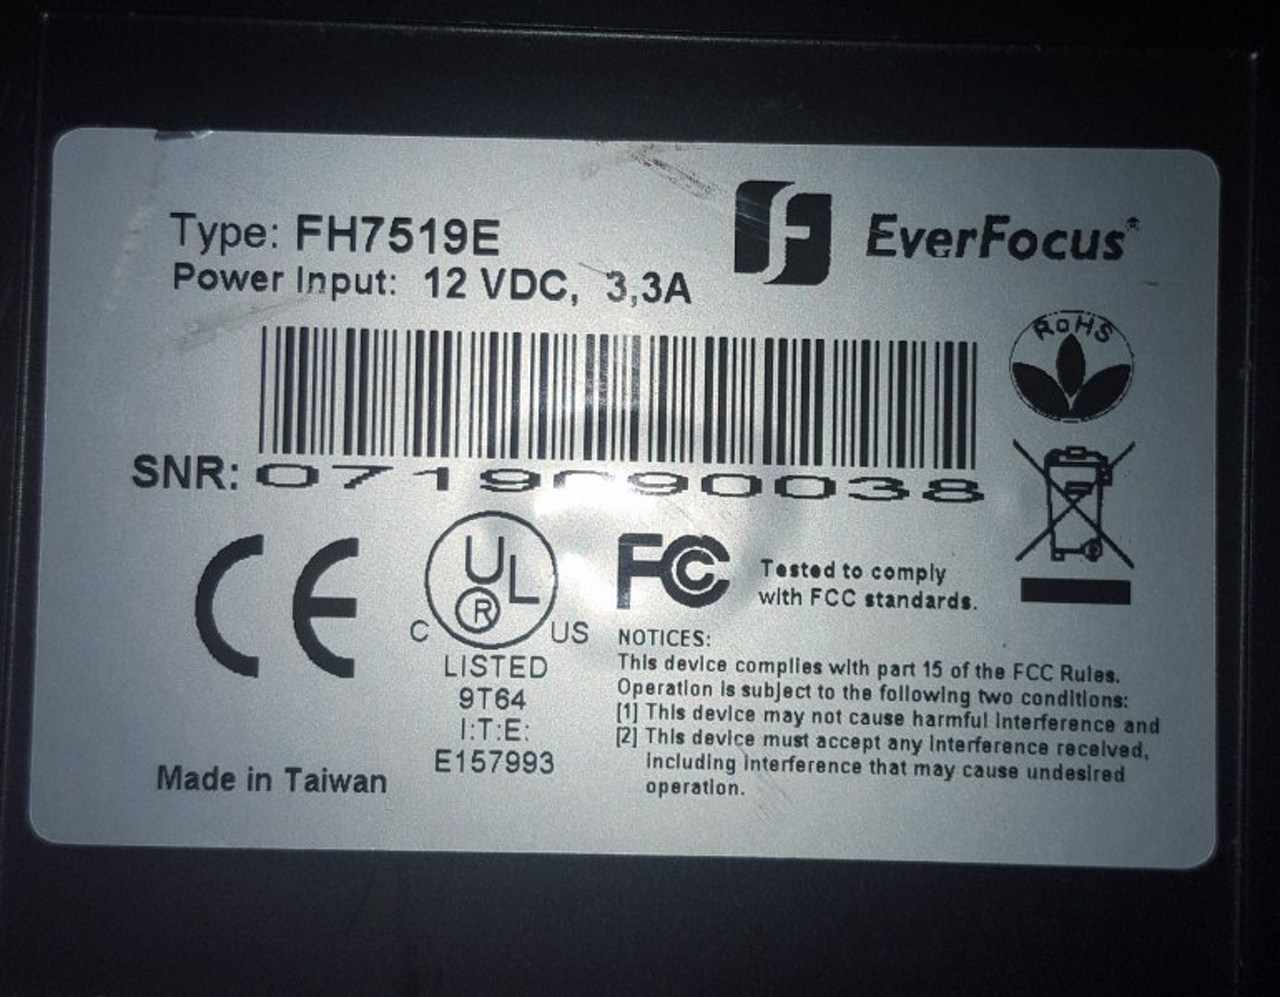 Type: FH7519E
EverFocus®
Power Input: 12 VDC, 3,3A
RoHS
SNR:
CE
UL
®
C US
LISTED
9T64
I:T:E:
E157993
FC
Tested to comply
with FCC standards.
NOTICES:
This device complies with part 15 of the FCC Rules.
Operation is subject to the following two conditions:
[1] This device may not cause harmful interference and
[2] This device must accept any interference received,
including interference that may cause undesired
operation.
Made in Taiwan